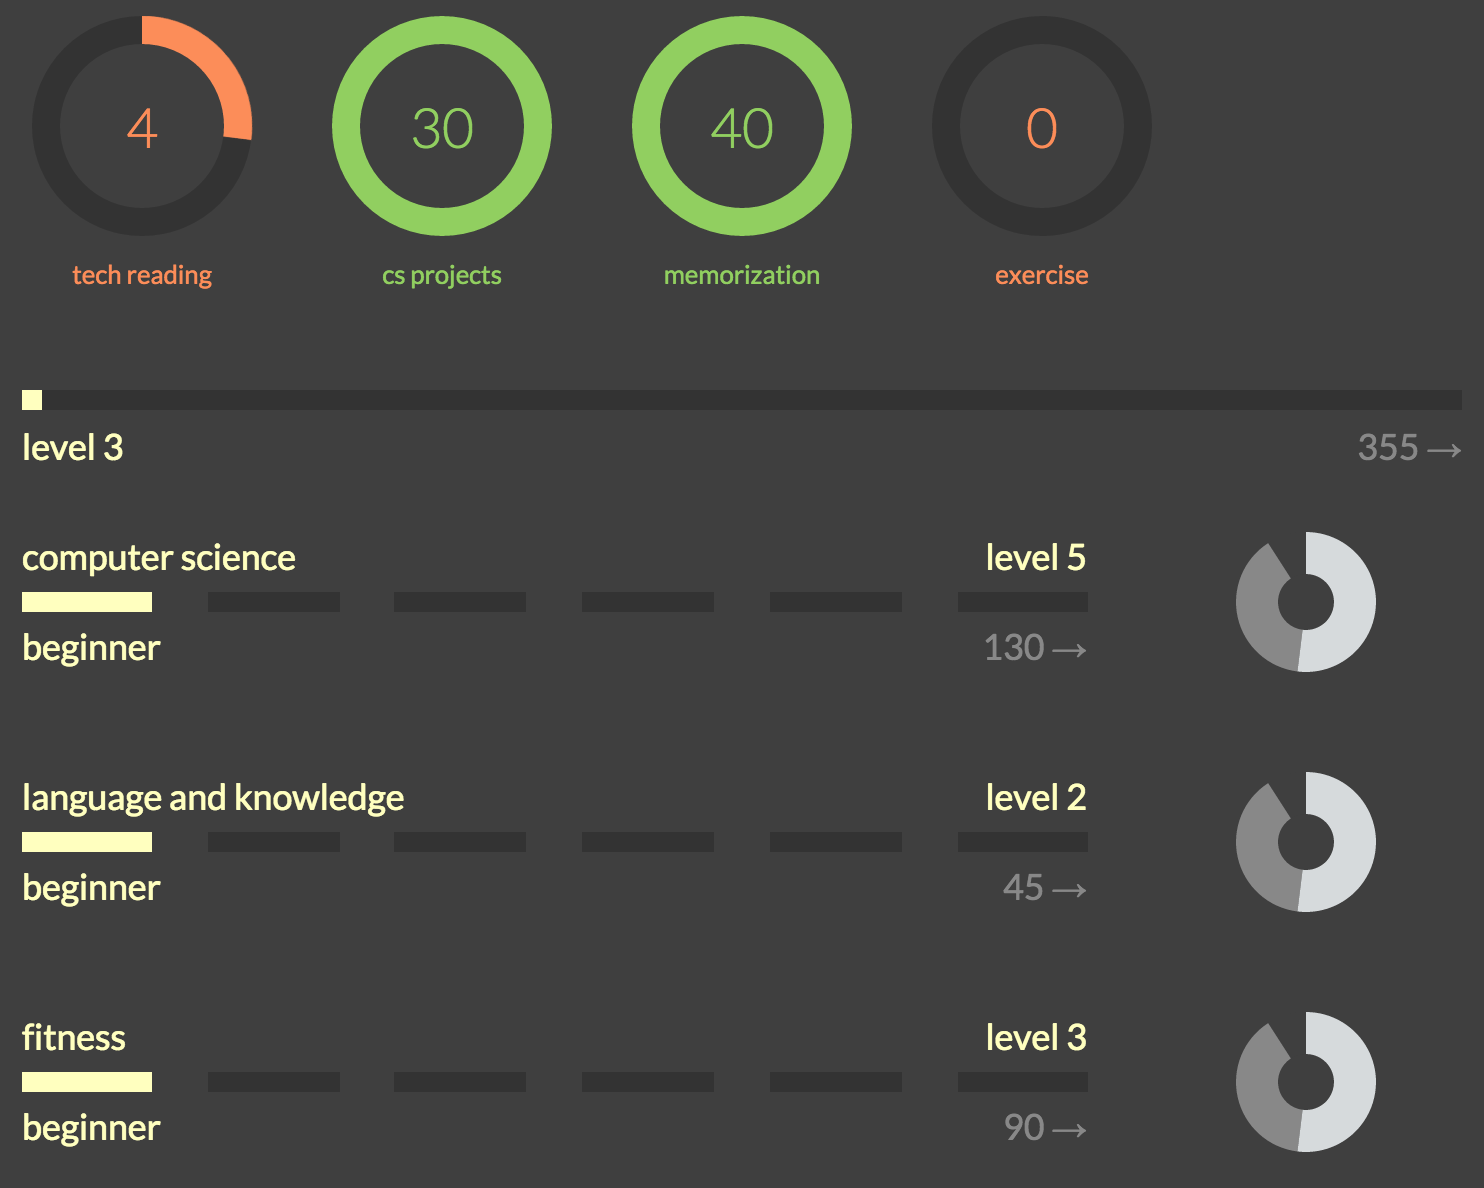 4
30
40
0
tech reading
cs projects
memorization
exercise
level 3
355 →
computer science
level 5
beginner
130 →
language and knowledge
level 2
beginner
45 →
fitness
level 3
beginner
90 →